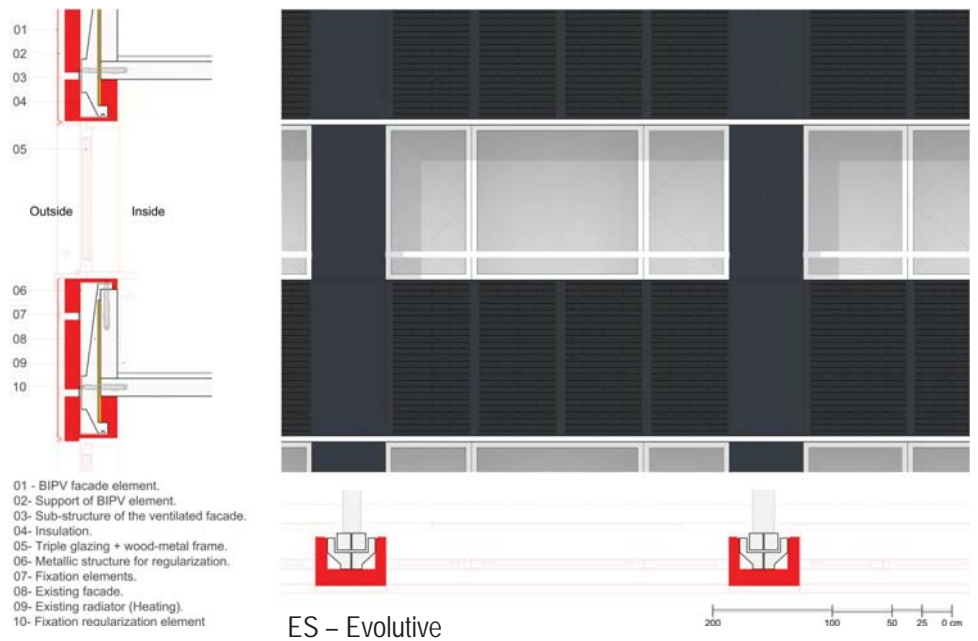 01
02
03
04
05
Outside Inside
06
07
08
09
10
01 - BIPV facade element.
02- Support of BIPV element.
03- Sub-structure of the ventilated facade.
04- Insulation.
05- Triple glazing + wood-metal frame.
06- Metallic structure for regularization.
07- Fixation elements.
08- Existing facade.
09- Existing radiator (Heating).
10- Fixation regularization element
ES – Evolutive
200 100 50 25 0 cm